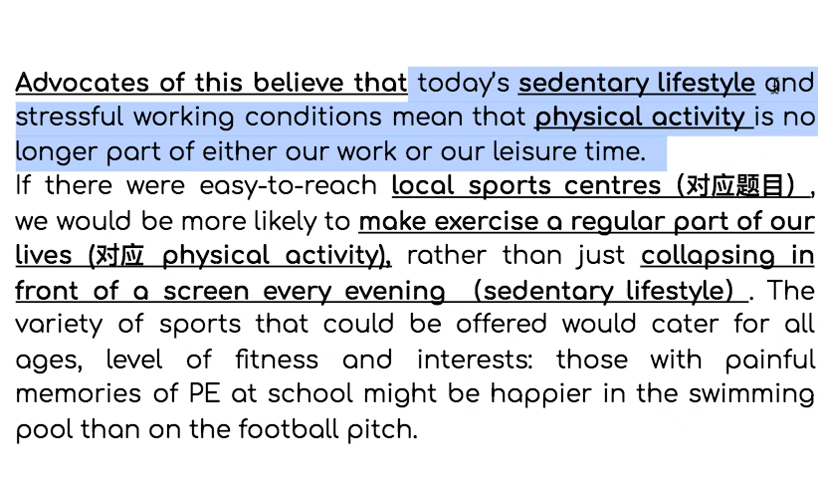 Advocates of this believe that today's sedentary lifestyle and
stressful working conditions mean that physical activity is no
longer part of either our work or our leisure time.
If there were easy-to-reach local sports centres（对应题目）,
we would be more likely to make exercise a regular part of our
lives (对应 physical activity), rather than just collapsing in
front of a screen every evening （sedentary lifestyle）. The
variety of sports that could be offered would cater for all
ages, level of fitness and interests: those with painful
memories of PE at school might be happier in the swimming
pool than on the football pitch.